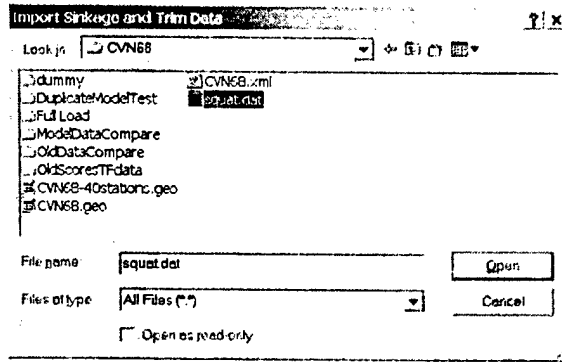 Import Sinkage and Trim Data
Look in: CVN68
dummy
DuplicateModelTest
Full Load
ModelDataCompare
OldDataCompare
OldScoresTFdata
CVN68-40stations.geo
CVN68.geo
CVN68.xml
squat.dat
File name: squat.dat
Open
Files of type: All Files (*.*)
Cancel
Open as read-only